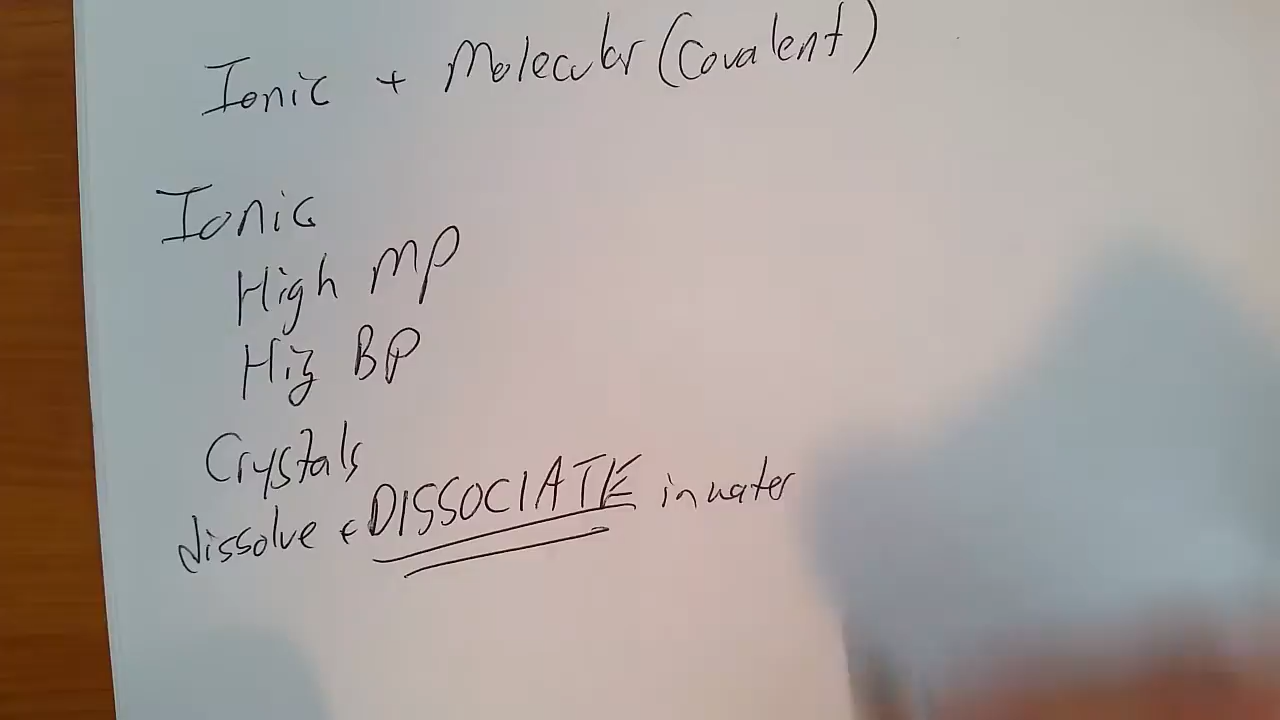 Ionic + Molecular (Covalent)
Ionic
High MP
Hig BP
Crystals
dissolve + DISSOCIATE in water